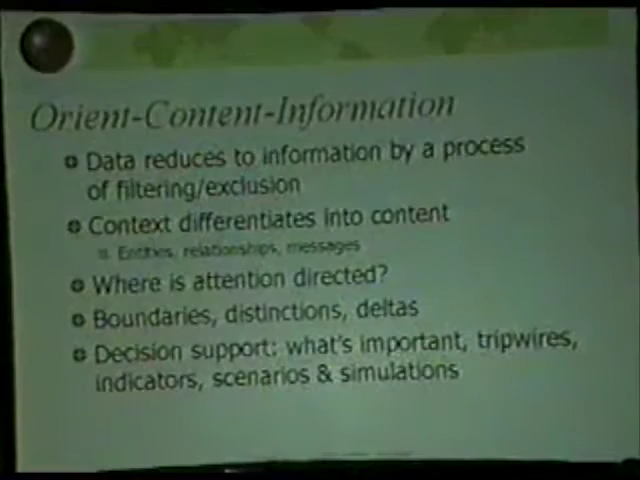 Orient-Content-Information
Data reduces to information by a process
of filtering/exclusion
Context differentiates into content
Entities, relationships, messages
Where is attention directed?
Boundaries, distinctions, deltas
Decision support: what's important, tripwires,
indicators, scenarios & simulations